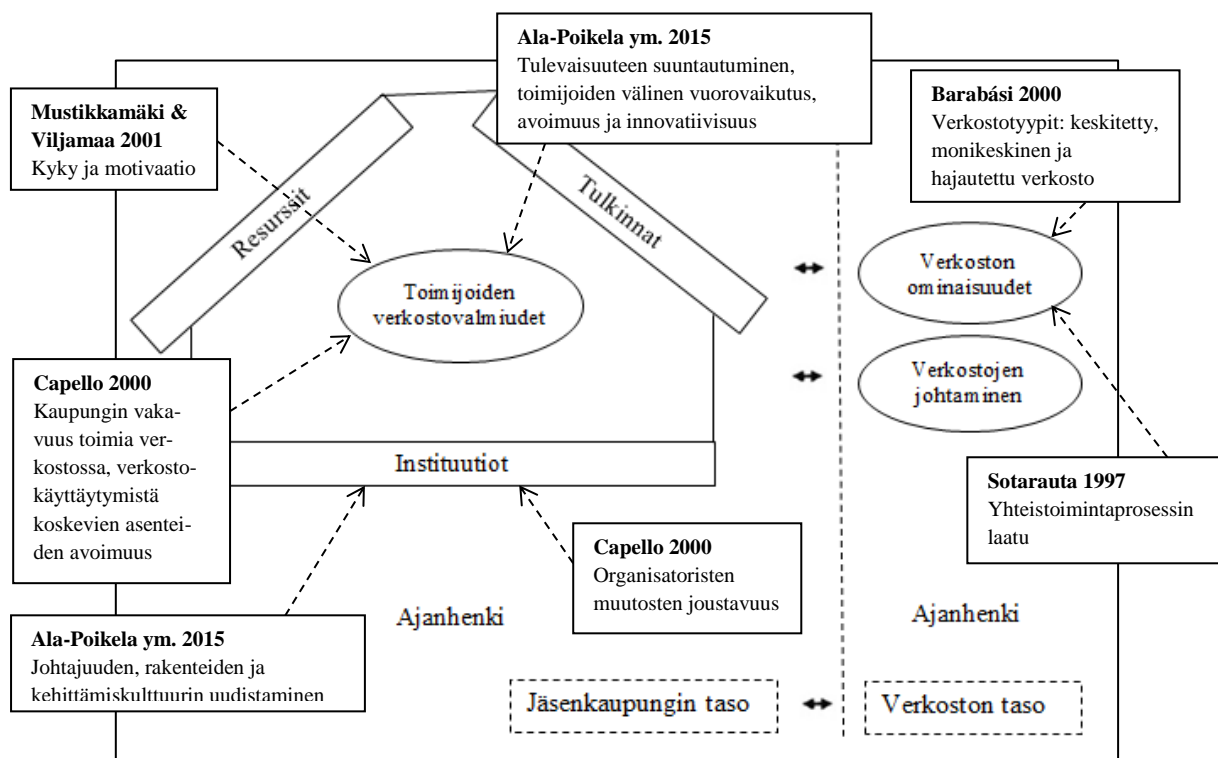 Ala-Poikela ym. 2015
Tulevaisuuteen suuntautuminen,
toimijoiden välinen vuorovaikutus,
avoimuus ja innovatiivisuus
Mustikkamäki &
Viljamaa 2001
Kyky ja motivaatio
Barabási 2000
Verkostotyypit: keskitetty,
monikeskinen ja
hajautettu verkosto
Resurssit
Tulkinnat
Toimijoiden
verkostovalmiudet
Verkoston
ominaisuudet
Verkostojen
johtaminen
Capello 2000
Kaupungin vaka-
vuus toimia ver-
kostossa, verkosto-
käyttäytymistä
koskevien asentei-
den avoimuus
Instituutiot
Sotarauta 1997
Yhteistoimintaprosessin
laatu
Capello 2000
Organisatoristen
muutosten joustavuus
Ala-Poikela ym. 2015
Johtajuuden, rakenteiden ja
kehittämiskulttuurin uudistaminen
Ajanhenki
Ajanhenki
Jäsenkaupungin taso
Verkoston taso